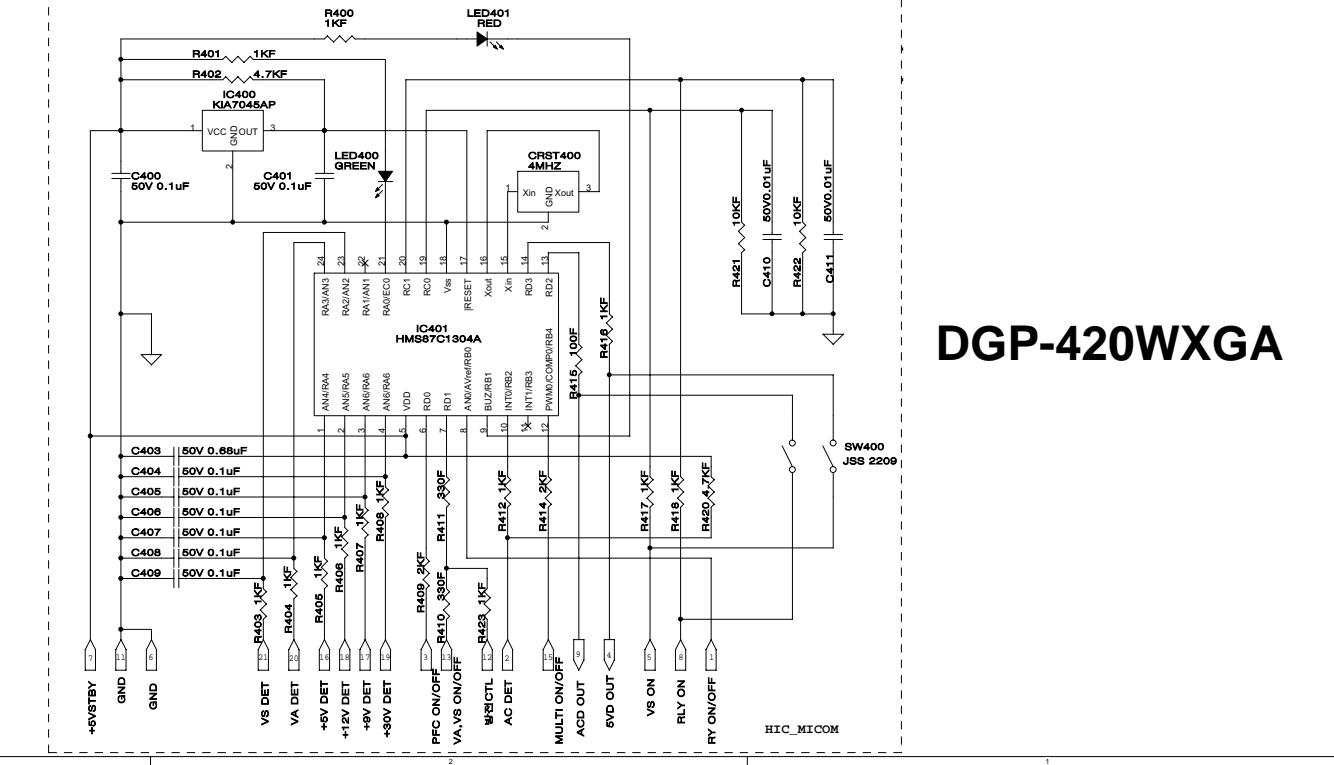 R400
1KF
LED401
RED
R401 1KF
R402 4.7KF
IC400
KIA7045AP
1 VCC GND OUT 3
2
LED400
GREEN
C400
50V 0.1uF
C401
50V 0.1uF
CRST400
4MHZ
1 Xin GND Xout 3
2
R421 10KF
C410 50V0.01uF
R422 10KF
C411 50V0.01uF
24 23 22 21 20 19 18 17 16 15 14 13
RA3/AN3 RA2/AN2 RA1/AN1 RA0/EC0 RC1 RC0 Vss |RESET Xout Xin RD3 RD2
IC401
HMS87C1304A
AN4/RA4 AN5/RA5 AN6/RA6 AN6/RA6 VDD RD0 RD1 AN0/AVref/RB0 BUZ/RB1 INT0/RB2 INT1/RB3 PWM0/COMP0/RB4
1 2 3 4 5 6 7 8 9 10 11 12
R415 100F
R416 1KF
DGP-420WXGA
SW400
JSS 2209
C403 50V 0.68uF
C404 50V 0.1uF
C405 50V 0.1uF
C406 50V 0.1uF
C407 50V 0.1uF
C408 50V 0.1uF
C409 50V 0.1uF
R403 1KF
R404 1KF
R405 1KF
R406 1KF
R407 1KF
R408 1KF
R409 2KF
R411 330F
R410 330F
R423 1KF
R412 1KF
R414 2KF
R417 1KF
R418 1KF
R420 4.7KF
7 11 6 21 20 16 18 17 19 3 13 12 2 15 9 4 5 8 1
+5VSTBY
GND
GND
VS DET
VA DET
+5V DET
+12V DET
+9V DET
+30V DET
PFC ON/OFF
VA,VS ON/OFF
AC DET
MULTI ON/OFF
ACD OUT
5VD OUT
VS ON
RLY ON
RY ON/OFF
HIC_MICOM
2 1